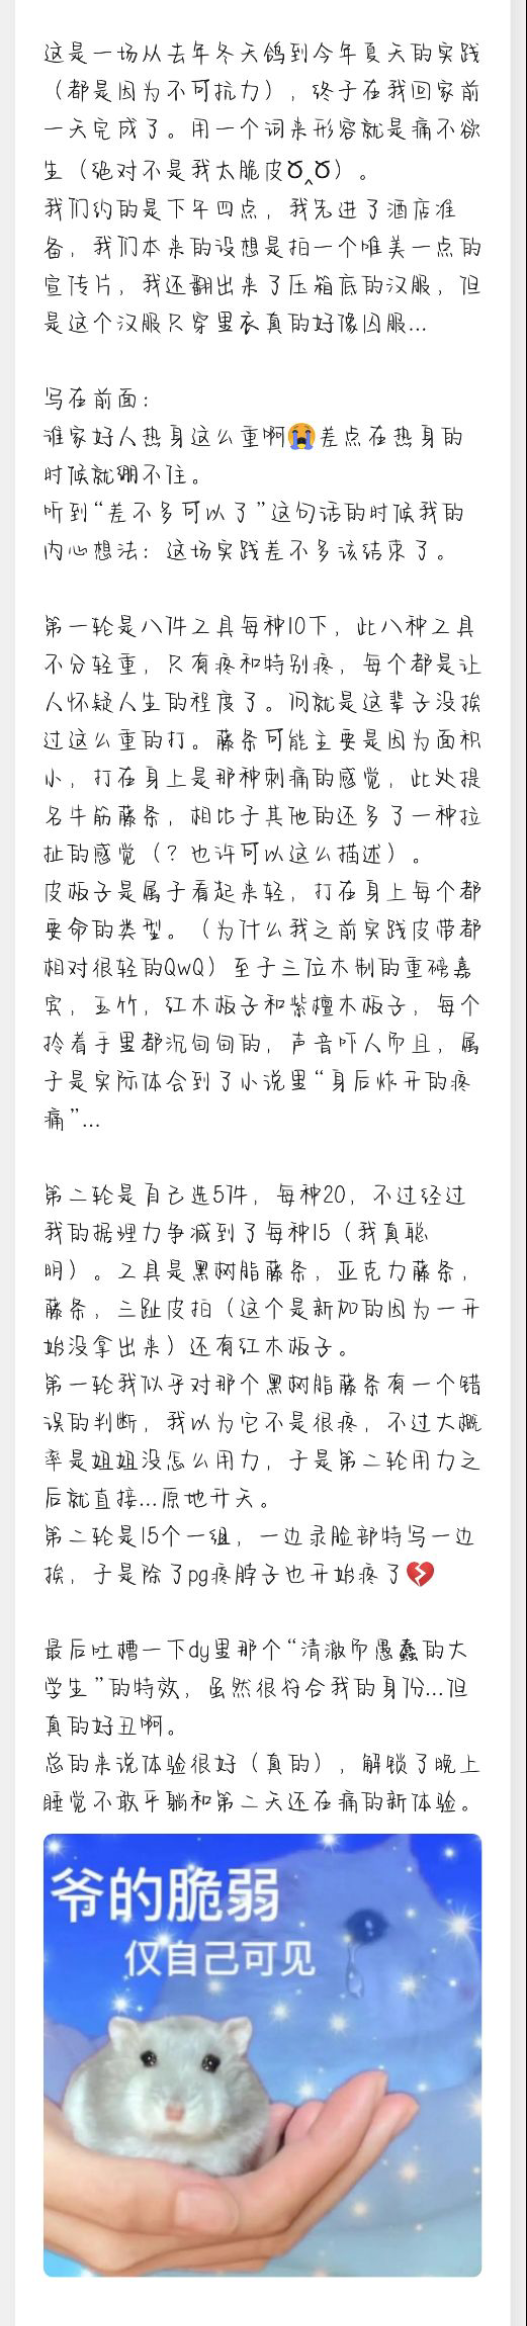 这是一场从去年冬天鸽到今年夏天的实践
（都是因为不可抗力），终于在我回家前
一天完成了。用一个词来形容就是痛不欲
生（绝对不是我太脆皮ԾˬԾ）。
我们约的是下午四点，我先进了酒店准
备，我们本来的设想是拍一个唯美一点的
宣传片，我还翻出来了压箱底的汉服，但
是这个汉服只穿里衣真的好像囚服...
写在前面：
谁家好人热身这么重啊😭差点在热身的
时候就绷不住。
听到“差不多可以了”这句话的时候我的
内心想法：这场实践差不多该结束了。
第一轮是八件工具每种10下，此八种工具
不分轻重，只有疼和特别疼，每个都是让
人怀疑人生的程度了。问就是这辈子没挨
过这么重的打。藤条可能主要是因为面积
小，打在身上是那种刺痛的感觉，此处提
名牛筋藤条，相比于其他的还多了一种拉
扯的感觉（？也许可以这么描述）。
皮板子是属于看起来轻，打在身上每个都
要命的类型。（为什么我之前实践皮带都
相对很轻的QwQ）至于三位木制的重磅嘉
宾，玉竹，红木板子和紫檀木板子，每个
拎着手里都沉甸甸的，声音吓人而且，属
于是实际体会到了小说里“身后炸开的疼
痛”...
第二轮是自己选5件，每种20，不过经过
我的据理力争减到了每种15（我真聪
明）。工具是黑树脂藤条，亚克力藤条，
藤条，三趾皮拍（这个是新加的因为一开
始没拿出来）还有红木板子。
第一轮我似乎对那个黑树脂藤条有一个错
误的判断，我以为它不是很疼，不过大概
率是姐姐没怎么用力，于是第二轮用力之
后就直接...原地升天。
第二轮是15个一组，一边录脸部特写一边
挨，于是除了pg疼脖子也开始疼了💔
最后吐槽一下dy里那个“清澈而愚蠢的大
学生”的特效，虽然很符合我的身份...但
真的好丑啊。
总的来说体验很好（真的），解锁了晚上
睡觉不敢平躺和第二天还在痛的新体验。
爷的脆弱
仅自己可见